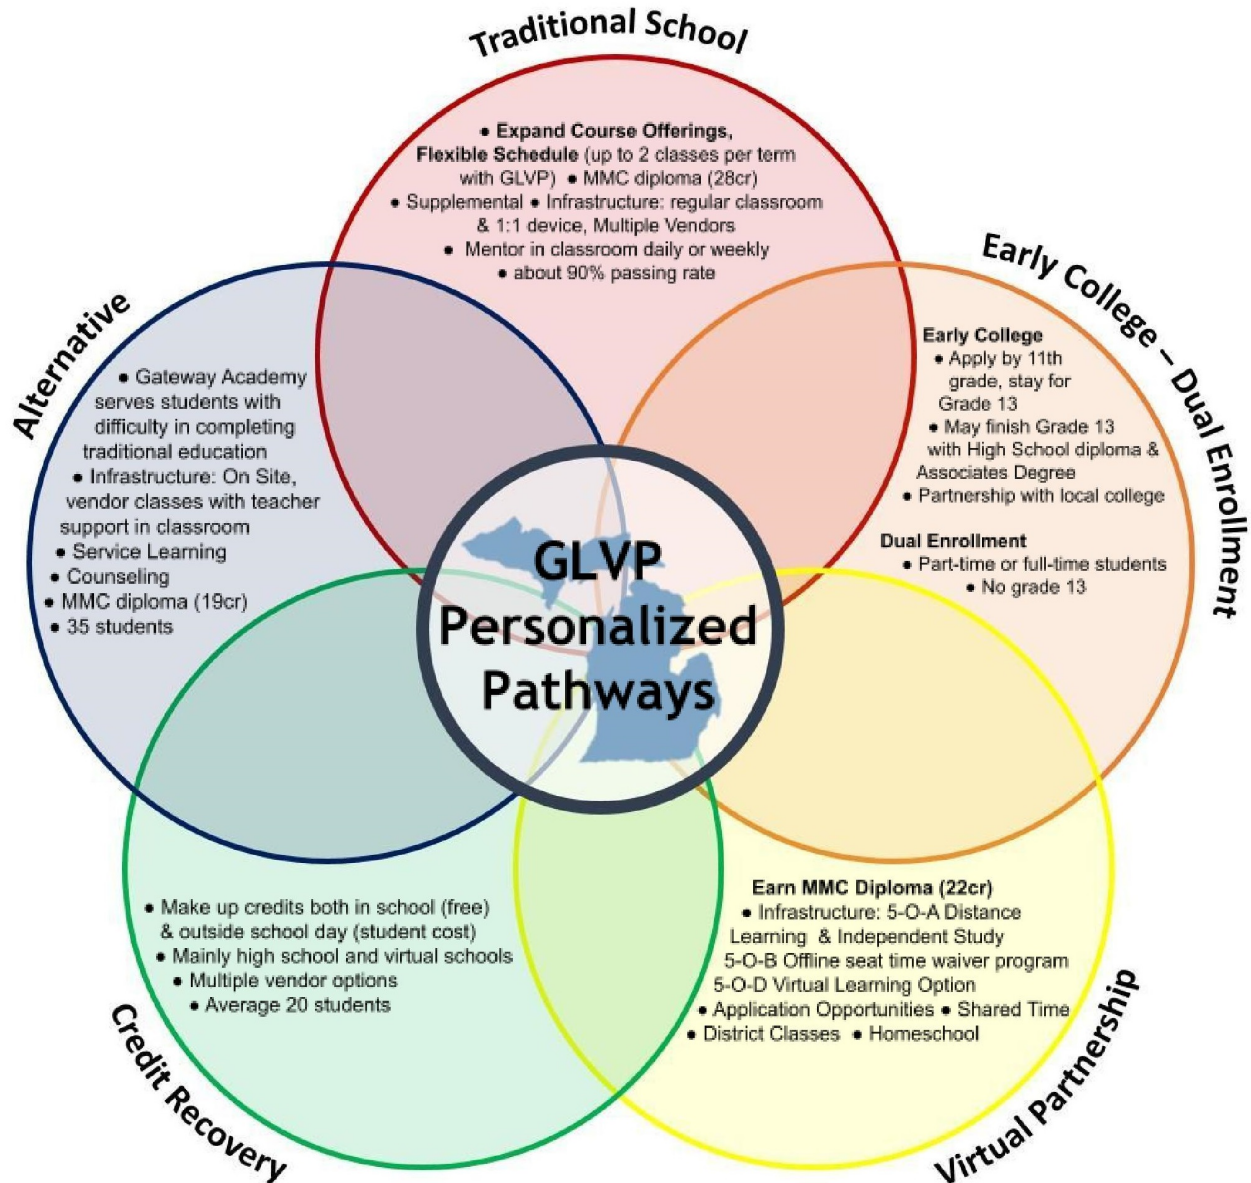 Traditional School
● Expand Course Offerings,
Flexible Schedule (up to 2 classes per term
with GLVP) ● MMC diploma (28cr)
● Supplemental ● Infrastructure: regular classroom
& 1:1 device, Multiple Vendors
● Mentor in classroom daily or weekly
● about 90% passing rate
Early College – Dual Enrollment
Early College
● Apply by 11th
grade, stay for
Grade 13
● May finish Grade 13
with High School diploma &
Associates Degree
● Partnership with local college
Dual Enrollment
● Part-time or full-time students
● No grade 13
Alternative
● Gateway Academy
serves students with
difficulty in completing
traditional education
● Infrastructure: On Site,
vendor classes with teacher
support in classroom
● Service Learning
● Counseling
● MMC diploma (19cr)
● 35 students
GLVP
Personalized
Pathways
● Make up credits both in school (free)
& outside school day (student cost)
● Mainly high school and virtual schools
● Multiple vendor options
● Average 20 students
Credit Recovery
Earn MMC Diploma (22cr)
● Infrastructure: 5-O-A Distance
Learning & Independent Study
5-O-B Offline seat time waiver program
5-O-D Virtual Learning Option
● Application Opportunities ● Shared Time
● District Classes ● Homeschool
Virtual Partnership